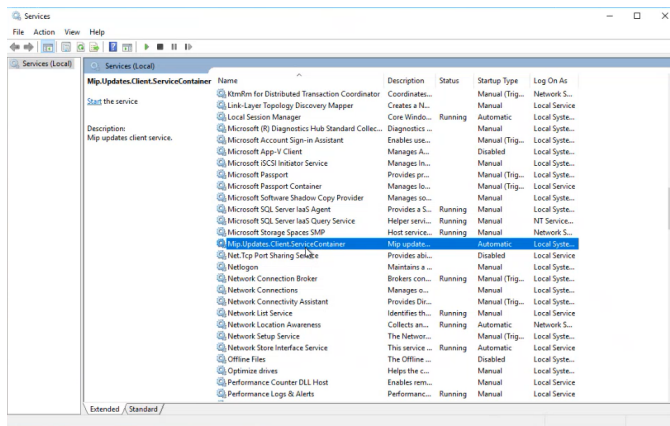 Services
File Action View Help
Services (Local)
Services (Local)
Mip.Updates.Client.ServiceContainer
Start the service
Description:
Mip updates client service.
Name Description Status Startup Type Log On As
KtmRm for Distributed Transaction Coordinator Coordinates... Manual (Trig... Network S...
Link-Layer Topology Discovery Mapper Creates a N... Manual Local Service
Local Session Manager Core Windo... Running Automatic Local Syste...
Microsoft (R) Diagnostics Hub Standard Collec... Diagnostics ... Manual Local Syste...
Microsoft Account Sign-in Assistant Enables use... Manual (Trig... Local Syste...
Microsoft App-V Client Manages A... Disabled Local Syste...
Microsoft iSCSI Initiator Service Manages In... Manual Local Syste...
Microsoft Passport Provides pr... Manual (Trig... Local Syste...
Microsoft Passport Container Manages lo... Manual (Trig... Local Service
Microsoft Software Shadow Copy Provider Manages so... Manual Local Syste...
Microsoft SQL Server IaaS Agent Provides a S... Running Manual Local Syste...
Microsoft SQL Server IaaS Query Service Helper servi... Running Manual NT Service...
Microsoft Storage Spaces SMP Host service... Running Manual Network S...
Mip.Updates.Client.ServiceContainer Mip update... Automatic Local Syste...
Net.Tcp Port Sharing Service Provides abi... Disabled Local Service
Netlogon Maintains a ... Manual Local Syste...
Network Connection Broker Brokers con... Running Manual (Trig... Local Syste...
Network Connections Manages o... Manual Local Syste...
Network Connectivity Assistant Provides Dir... Manual (Trig... Local Syste...
Network List Service Identifies th... Running Manual Local Service
Network Location Awareness Collects an... Running Automatic Network S...
Network Setup Service The Networ... Manual (Trig... Local Syste...
Network Store Interface Service This service ... Running Automatic Local Service
Offline Files The Offline ... Disabled Local Syste...
Optimize drives Helps the c... Manual Local Syste...
Performance Counter DLL Host Enables rem... Manual Local Service
Performance Logs & Alerts Performanc... Running Manual Local Service
Extended Standard